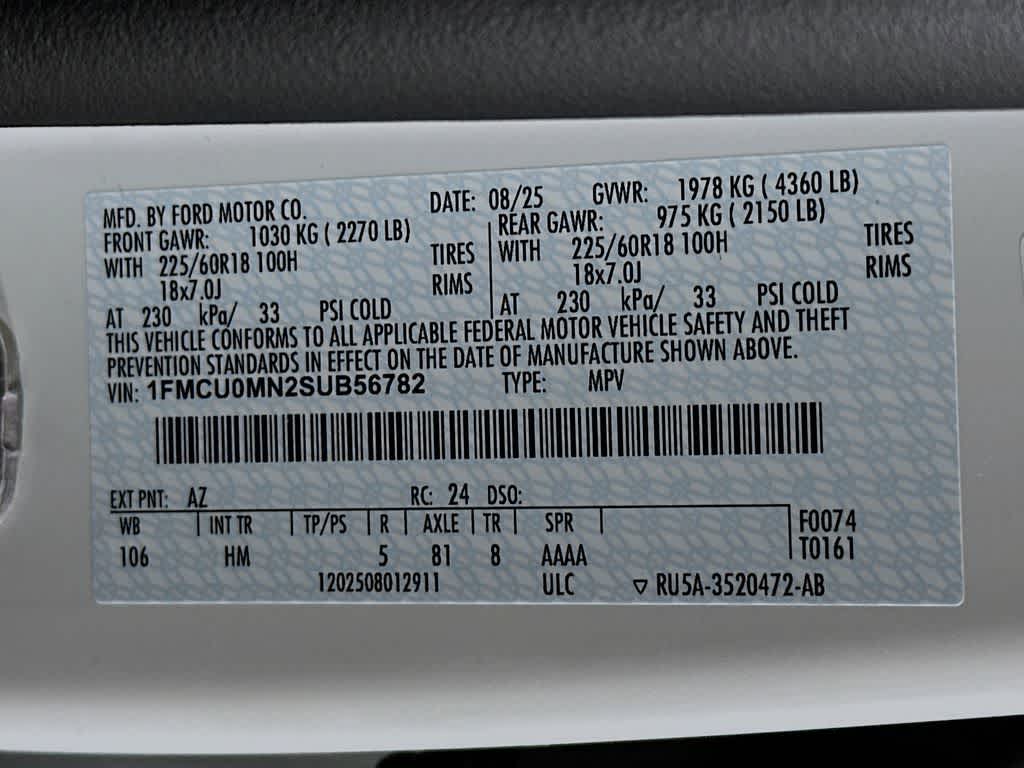 MFD. BY FORD MOTOR CO. DATE: 08/25 GVWR: 1978 KG ( 4360 LB)
FRONT GAWR: 1030 KG ( 2270 LB) REAR GAWR: 975 KG ( 2150 LB)
WITH 225/60R18 100H TIRES WITH 225/60R18 100H TIRES
18x7.0J RIMS 18x7.0J RIMS
AT 230 kPa/ 33 PSI COLD AT 230 kPa/ 33 PSI COLD
THIS VEHICLE CONFORMS TO ALL APPLICABLE FEDERAL MOTOR VEHICLE SAFETY AND THEFT
PREVENTION STANDARDS IN EFFECT ON THE DATE OF MANUFACTURE SHOWN ABOVE.
VIN: 1FMCU0MN2SUB56782 TYPE: MPV
EXT PNT: AZ RC: 24 DSO:
WB INT TR TP/PS R AXLE TR SPR F0074
106 HM 5 81 8 AAAA T0161
1202508012911 ULC ▽ RU5A-3520472-AB